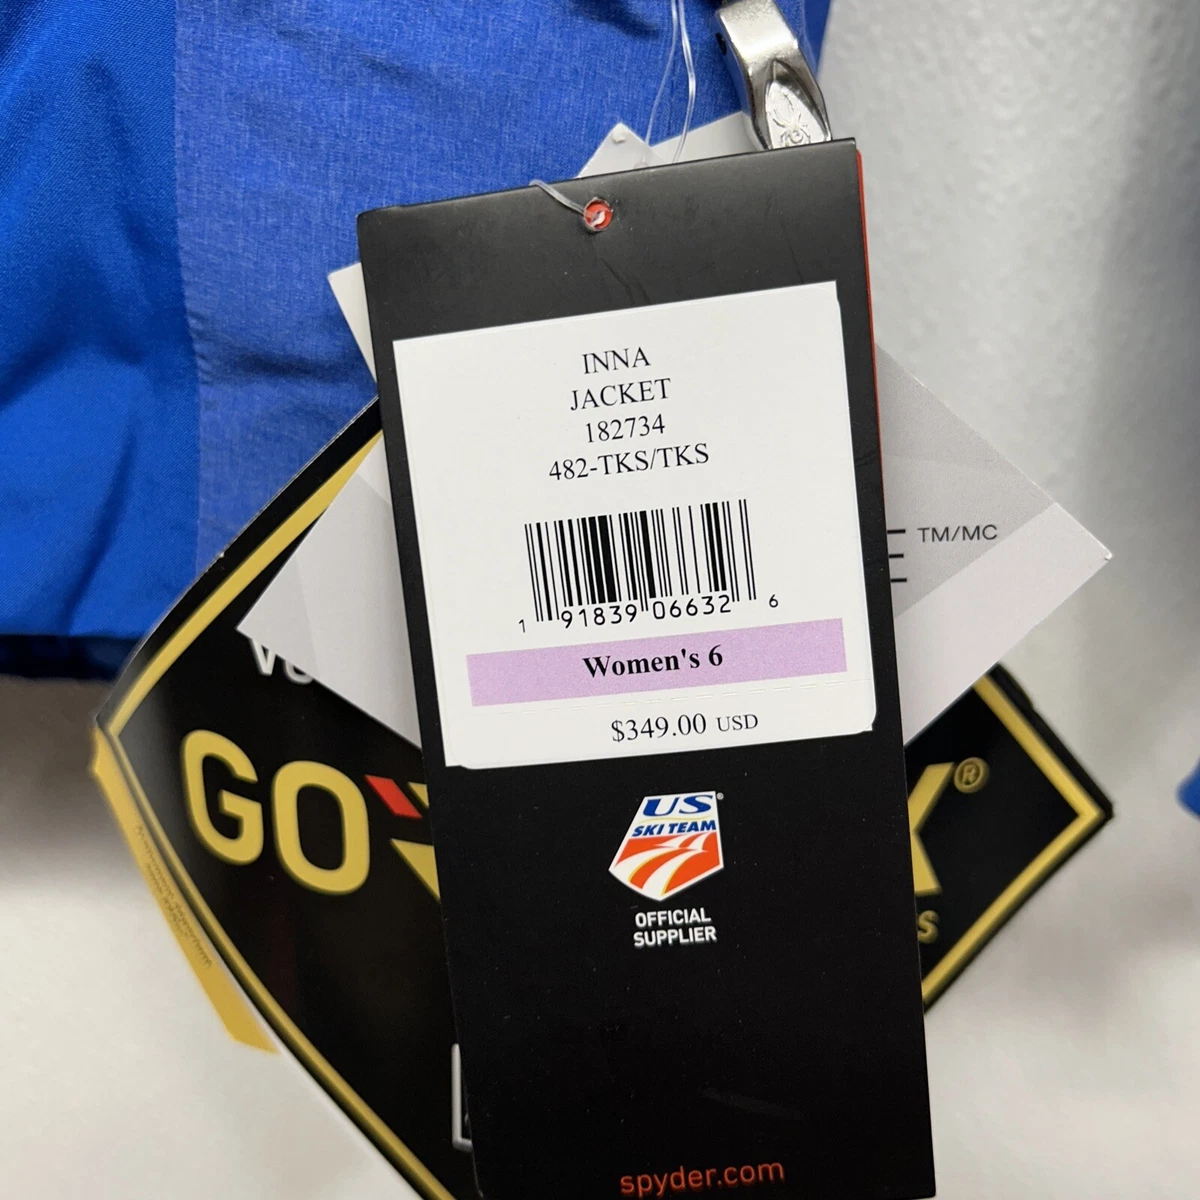 INNA
JACKET
182734
482-TKS/TKS
1 91839 06632 6
Women's 6
$349.00 USD
US
SKI TEAM
®
OFFICIAL
SUPPLIER
spyder.com
TM/MC
GO
®